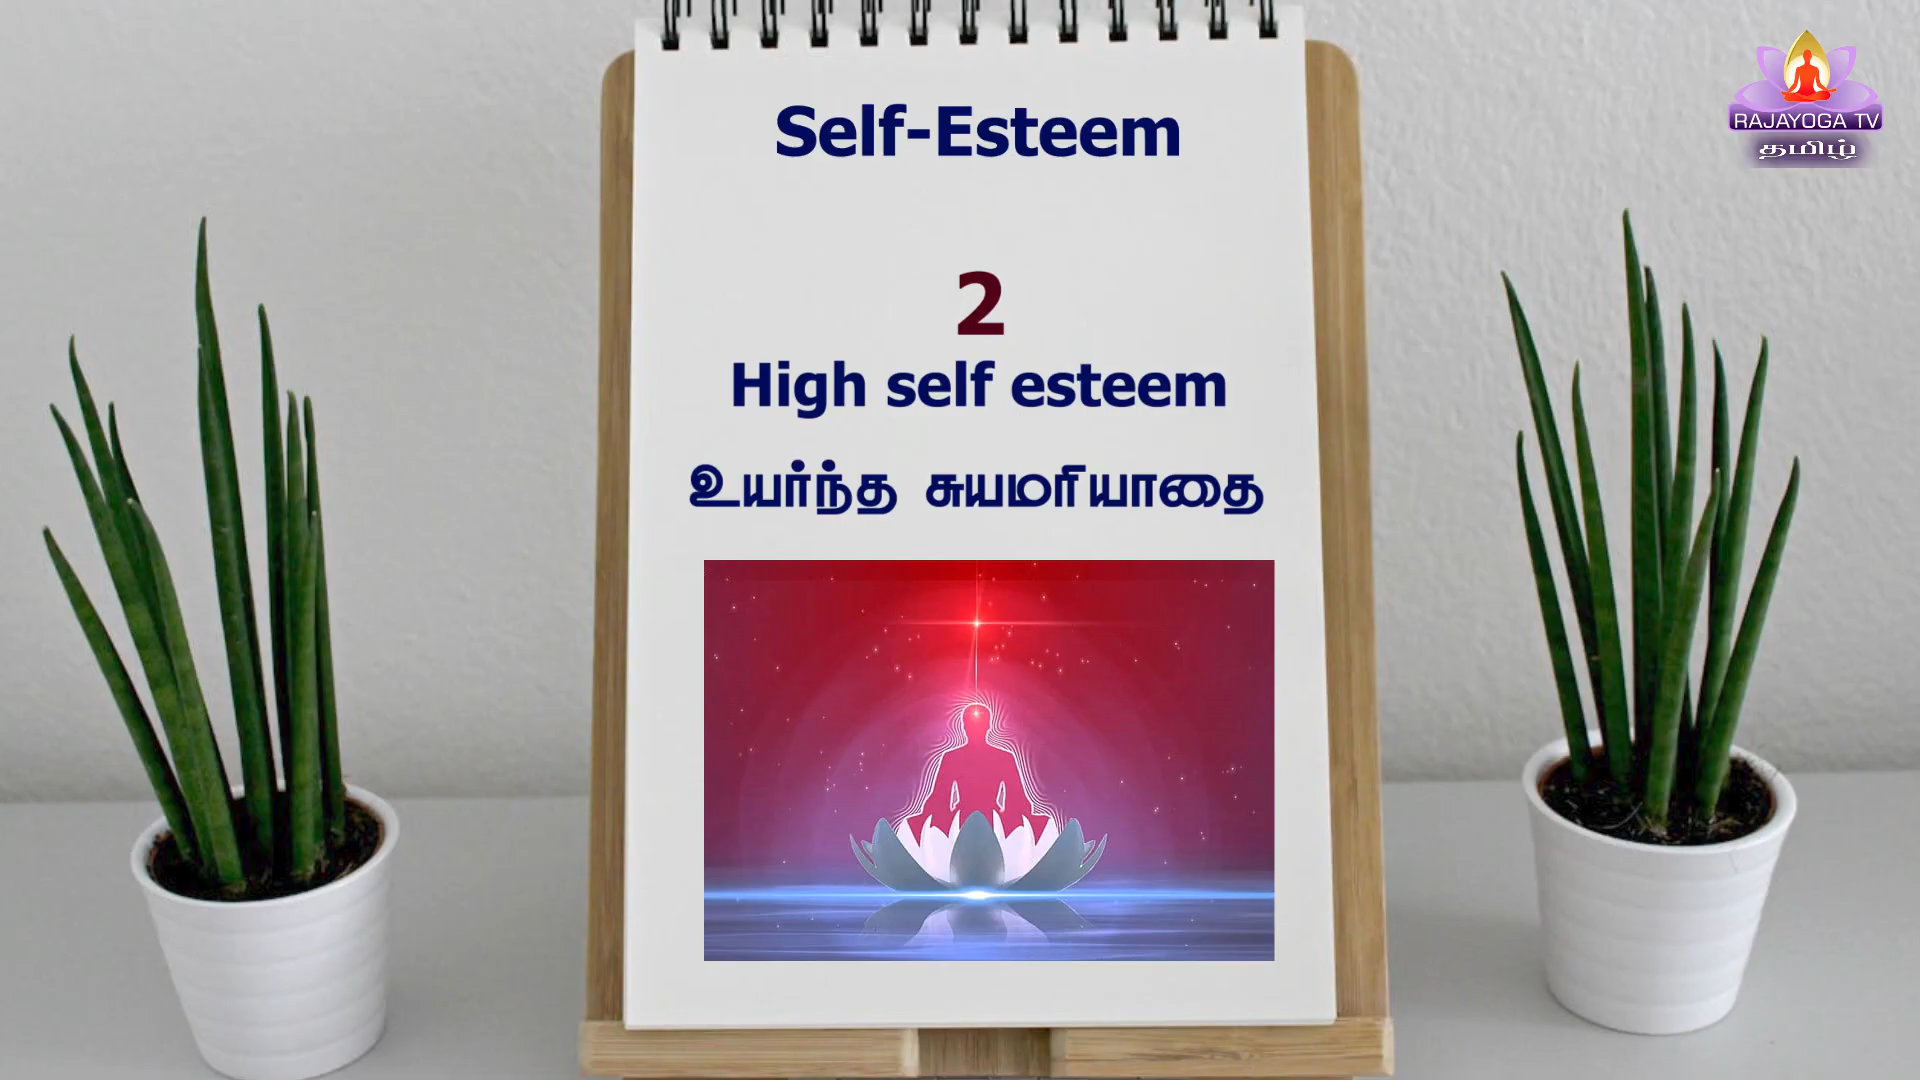 Self-Esteem
2
High self esteem
உயர்ந்த சுயமரியாதை
RAJAYOGA TV
தமிழ்